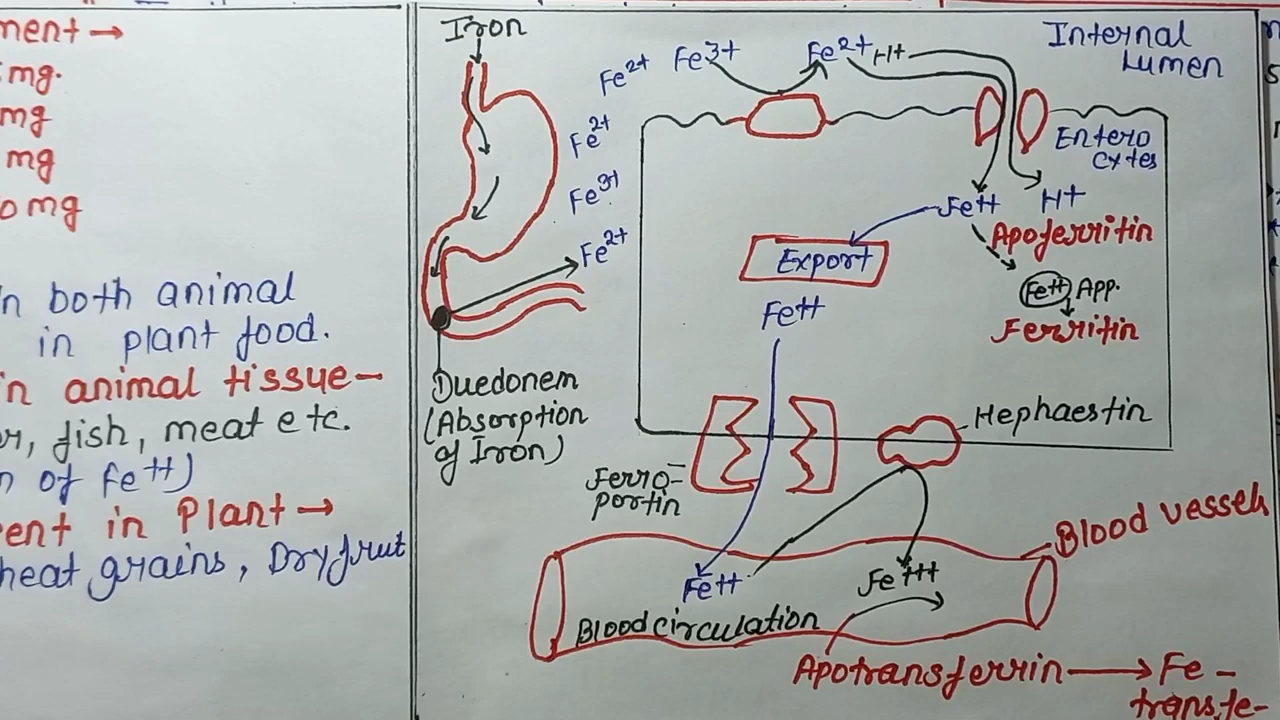 ment →
mg.
mg
mg
0 mg
n both animal
in plant food.
in animal tissue–
fish, meat etc.
of Fe++)
ent in Plant →
heat grains, Dry frut
Iron
Duedonem
(Absorption
of Iron)
Fe2+
Fe2+
Fe3+
Fe2+
Fe3+
Fe2+ H+
Internal
Lumen
Entero
cytes
Fe++
H+
Apoferritin
Export
Fe++ App.
Fe++
Ferritin
Hephaestin
Ferro-
portin
Blood vessels
Fe++
Fe+++
Blood circulation
Apotransferrin → Fe -
transfe-